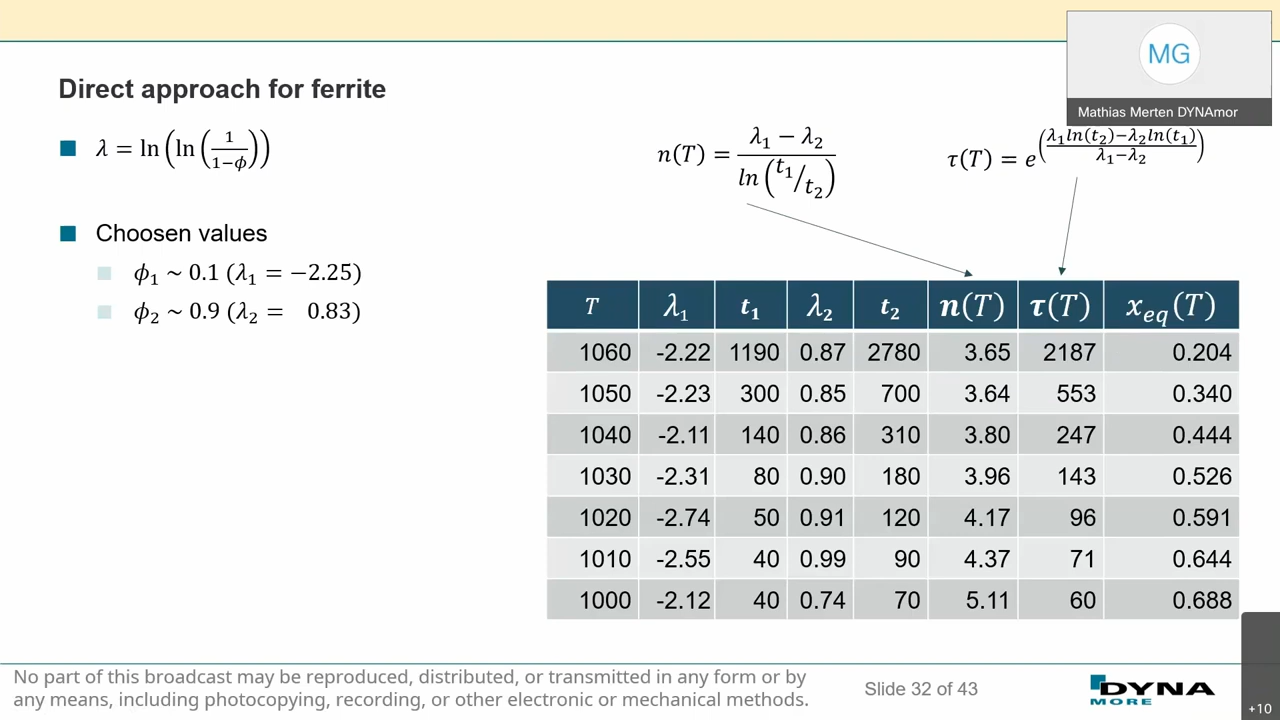 MG
Mathias Merten DYNAmor
Direct approach for ferrite
λ = ln(ln(1/(1−ϕ)))
n(T) = (λ₁ − λ₂)/ln(t₁/t₂)
τ(T) = e^((λ₁ln(t₂)−λ₂ln(t₁))/(λ₁−λ₂))
Choosen values
ϕ₁ ~ 0.1 (λ₁ = −2.25)
ϕ₂ ~ 0.9 (λ₂ = 0.83)
T λ₁ t₁ λ₂ t₂ n(T) τ(T) xeq(T)
1060 -2.22 1190 0.87 2780 3.65 2187 0.204
1050 -2.23 300 0.85 700 3.64 553 0.340
1040 -2.11 140 0.86 310 3.80 247 0.444
1030 -2.31 80 0.90 180 3.96 143 0.526
1020 -2.74 50 0.91 120 4.17 96 0.591
1010 -2.55 40 0.99 90 4.37 71 0.644
1000 -2.12 40 0.74 70 5.11 60 0.688
No part of this broadcast may be reproduced, distributed, or transmitted in any form or by
any means, including photocopying, recording, or other electronic or mechanical methods.
Slide 32 of 43
DYNA
MORE
+10